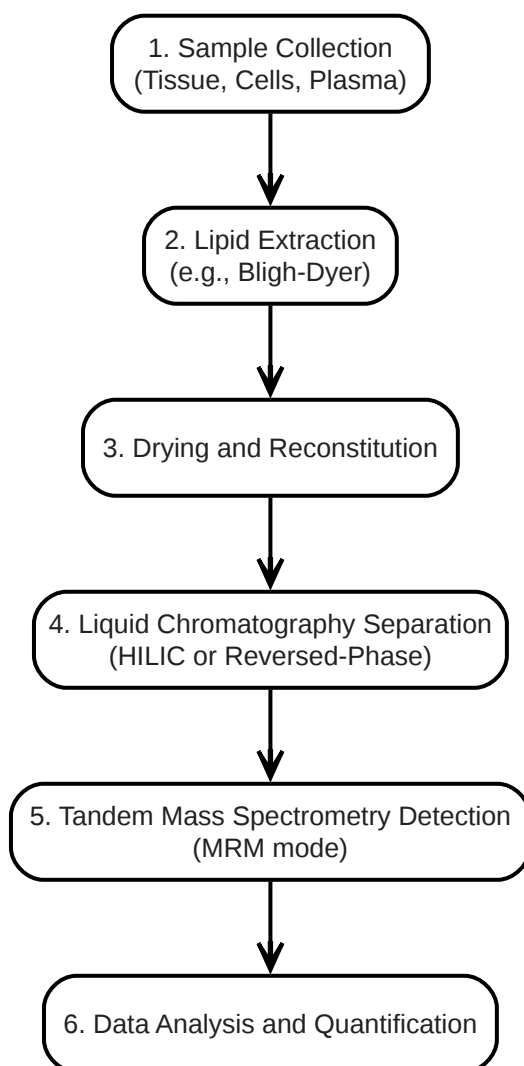 1. Sample Collection
(Tissue, Cells, Plasma)
2. Lipid Extraction
(e.g., Bligh-Dyer)
3. Drying and Reconstitution
4. Liquid Chromatography Separation
(HILIC or Reversed-Phase)
5. Tandem Mass Spectrometry Detection
(MRM mode)
6. Data Analysis and Quantification